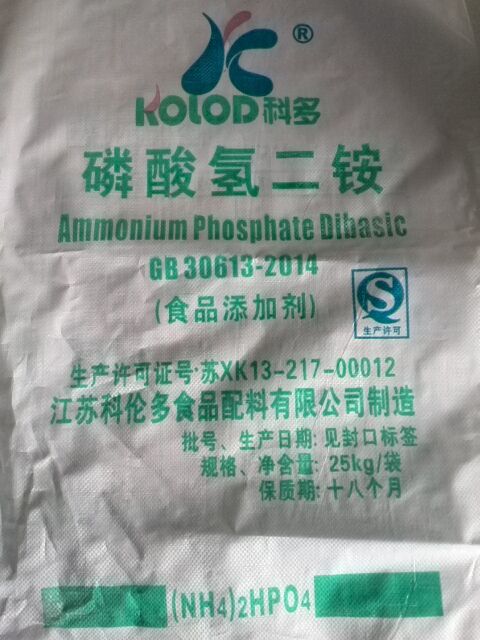 ®
KOLOD科多
磷酸氢二铵
Ammonium Phosphate Dibasic
GB 30613-2014
(食品添加剂)
生产许可
生产许可证号:苏XK13-217-00012
江苏科伦多食品配料有限公司制造
批号、生产日期: 见封口标签
规格、净含量: 25kg/袋
保质期: 十八个月
(NH4)2HPO4